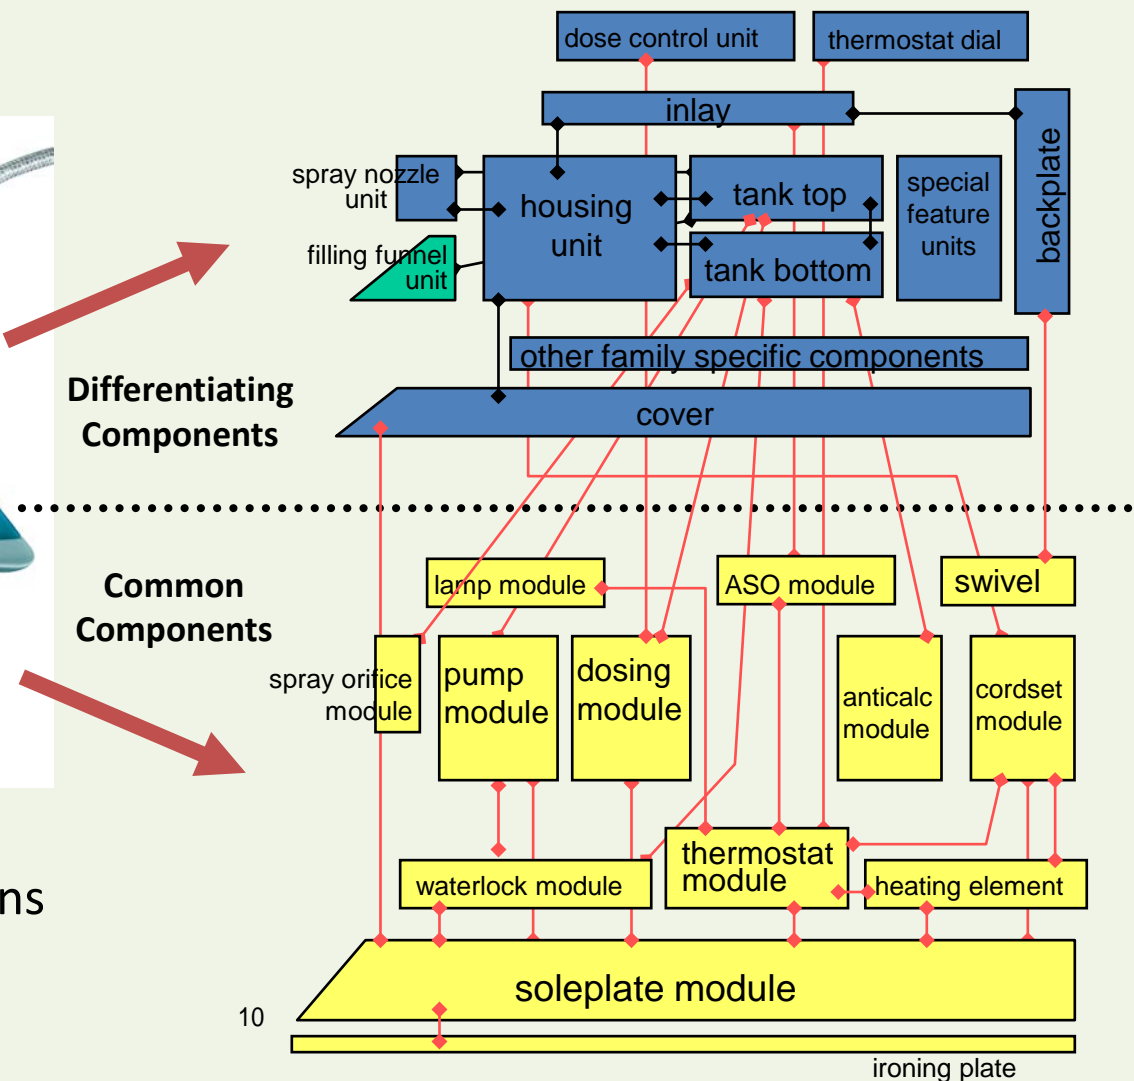 dose control unit
thermostat dial
inlay
backplate
spray nozzle
unit
housing
unit
tank top
special
feature
units
filling funnel
unit
tank bottom
other family specific components
Differentiating
Components
cover
Common
Components
lamp module
ASO module
swivel
spray orifice
module
pump
module
dosing
module
anticalc
module
cordset
module
thermostat
module
waterlock module
heating element
ns
soleplate module
10
ironing plate